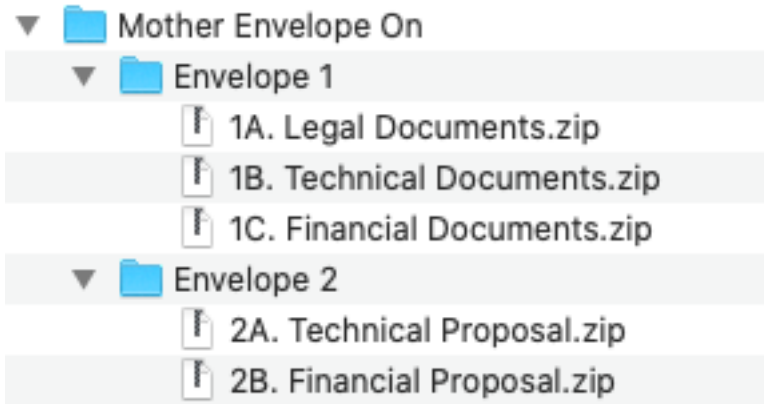 Mother Envelope On
Envelope 1
1A. Legal Documents.zip
1B. Technical Documents.zip
1C. Financial Documents.zip
Envelope 2
2A. Technical Proposal.zip
2B. Financial Proposal.zip